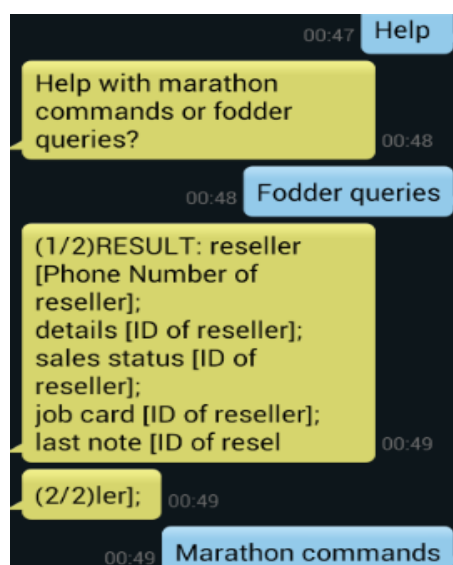 00:47 Help
Help with marathon
commands or fodder
queries? 00:48
00:48 Fodder queries
(1/2)RESULT: reseller
[Phone Number of
reseller];
details [ID of reseller];
sales status [ID of
reseller];
job card [ID of reseller];
last note [ID of resel 00:49
(2/2)ler]; 00:49
00:49 Marathon commands